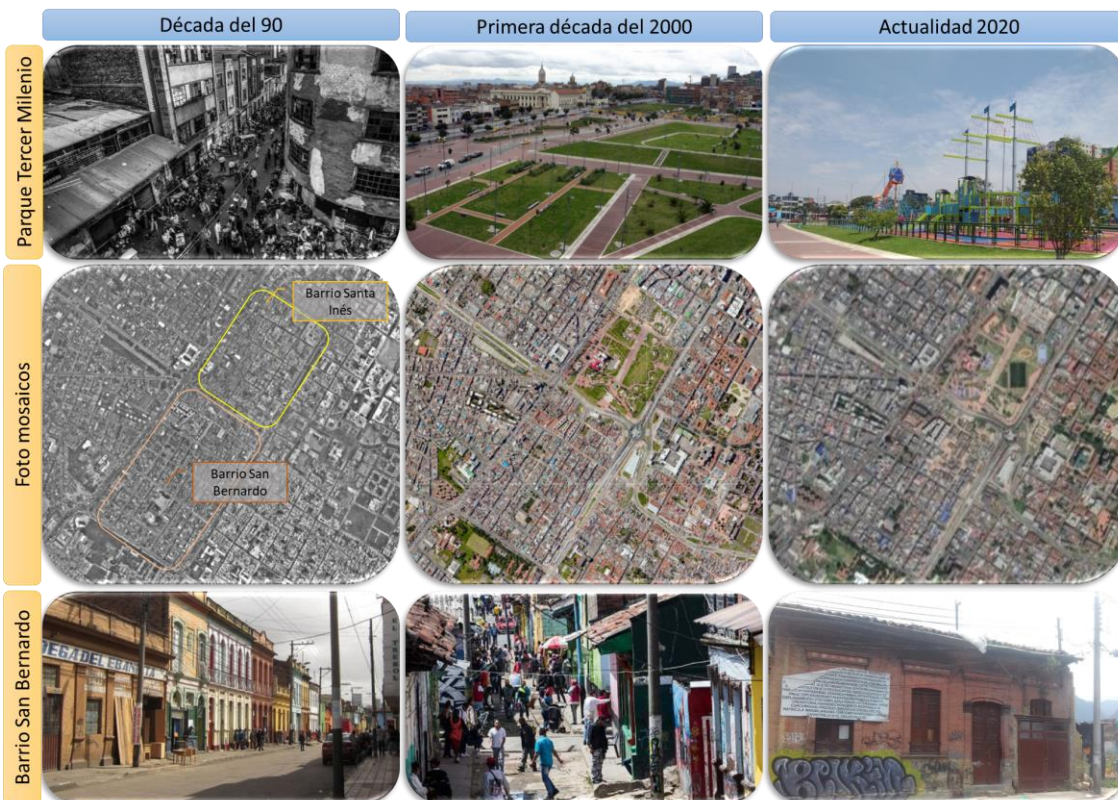 Década del 90
Primera década del 2000
Actualidad 2020
Parque Tercer Milenio
Foto mosaicos
Barrio Santa
Inés
Barrio San
Bernardo
Barrio San Bernardo